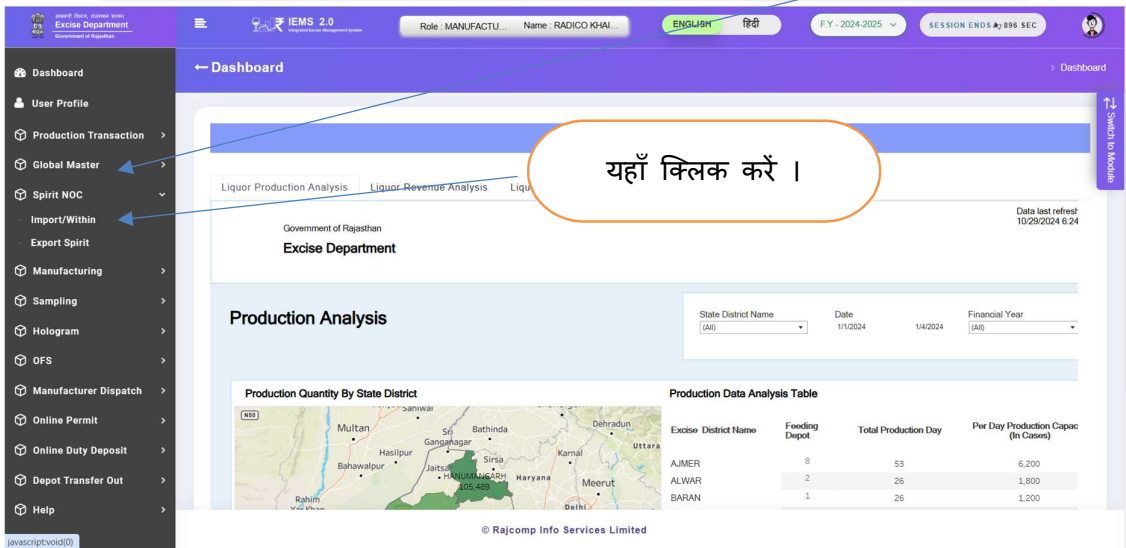 Excise Department
Government of Rajasthan
IEMS 2.0
Integrated Excise Management System
Role : MANUFACTU... Name : RADICO KHAI...
ENGLISH हिंदी
F.Y - 2024-2025
SESSION ENDS 896 SEC
Dashboard
User Profile
Production Transaction
Global Master
Spirit NOC
Import/Within
Export Spirit
Manufacturing
Sampling
Hologram
OFS
Manufacturer Dispatch
Online Permit
Online Duty Deposit
Depot Transfer Out
Help
javascript:void(0)
Dashboard
> Dashboard
Switch to Module
यहाँ क्लिक करें ।
Liquor Production Analysis Liquor Revenue Analysis Liqu
Government of Rajasthan
Excise Department
Data last refresh
10/29/2024 6:24
Production Analysis
State District Name Date Financial Year
(All) 1/1/2024 1/4/2024 (All)
Production Quantity By State District
N50
Multan
Sri
Ganganagar
Bathinda
Dehradun
Uttara
Hasilpur
Karnal
Sirsa
Bahawalpur
Jaitsa
HANUMANGARH
105,489
Haryana
Meerut
Rahim
Delhi
Production Data Analysis Table
Excise District Name Feeding Depot Total Production Day Per Day Production Capac (In Cases)
AJMER 8 53 6,200
ALWAR 2 26 1,800
BARAN 1 26 1,200
© Rajcomp Info Services Limited